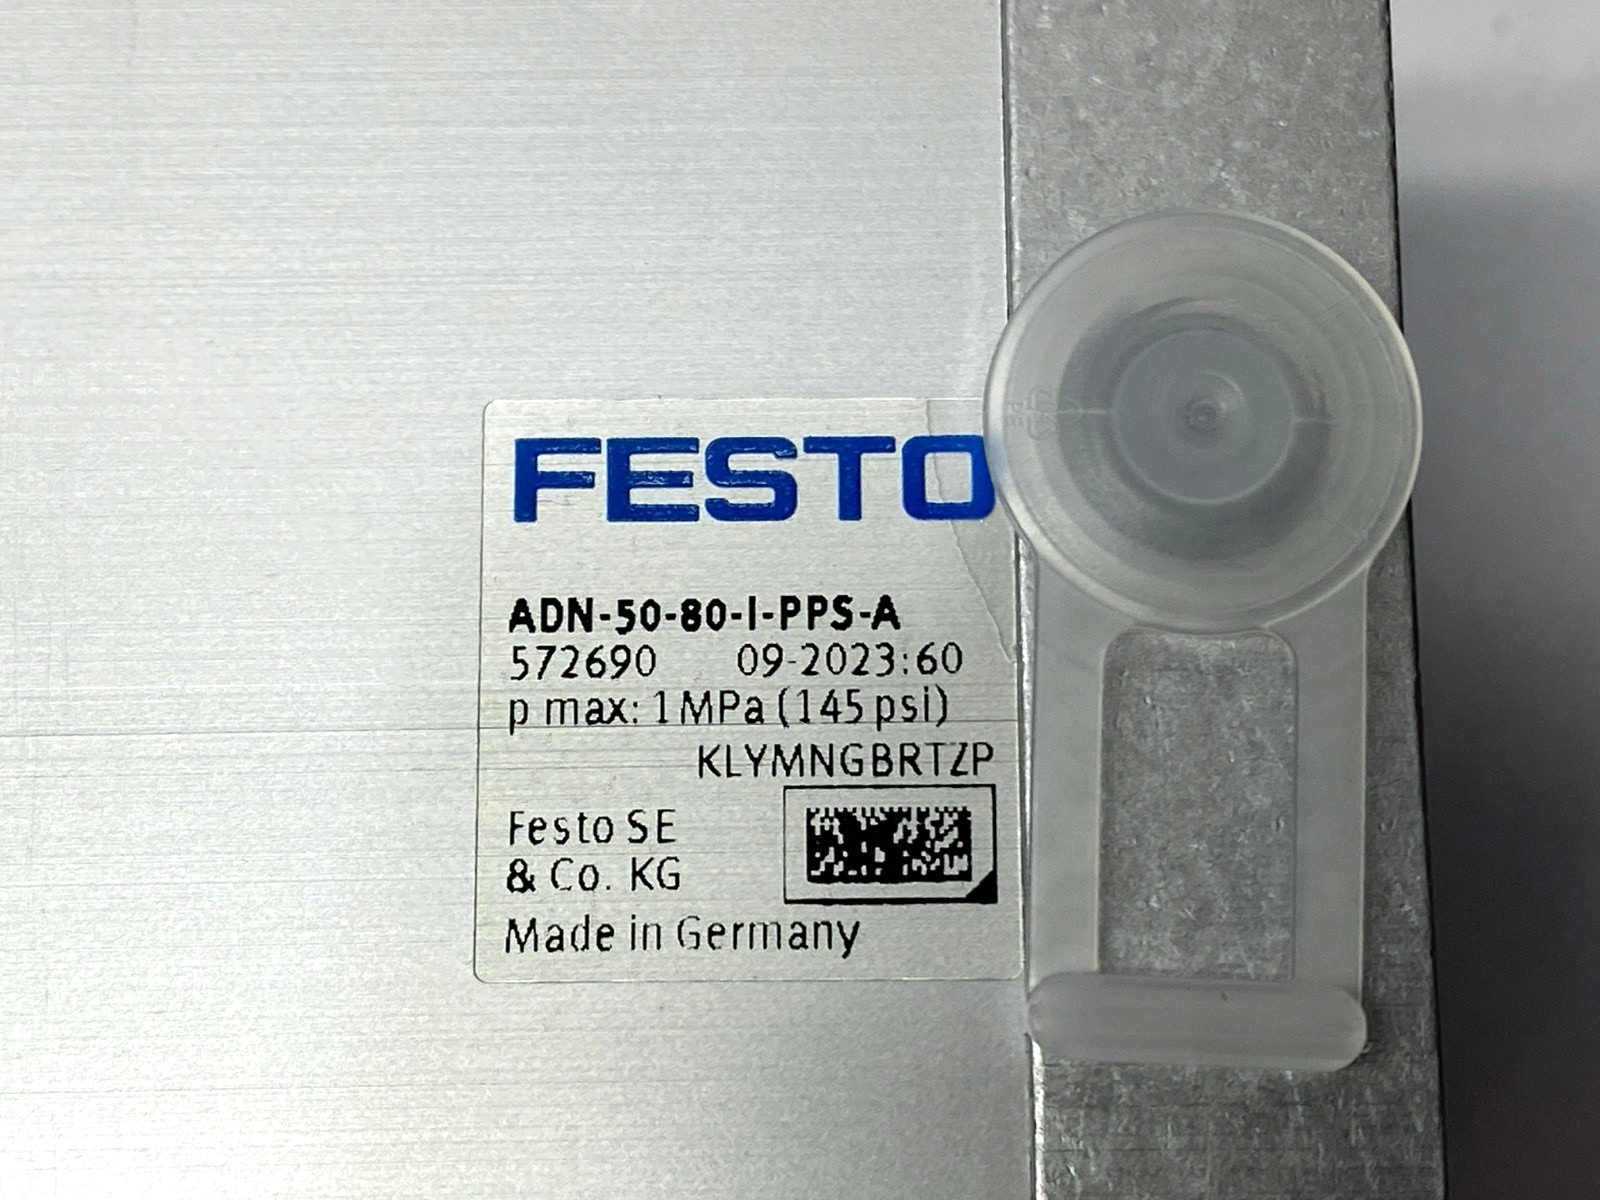 FESTO
ADN-50-80-I-PPS-A
572690 09-2023:60
p max: 1MPa (145 psi)
KLYMNGBRTZP
Festo SE
& Co. KG
Made in Germany